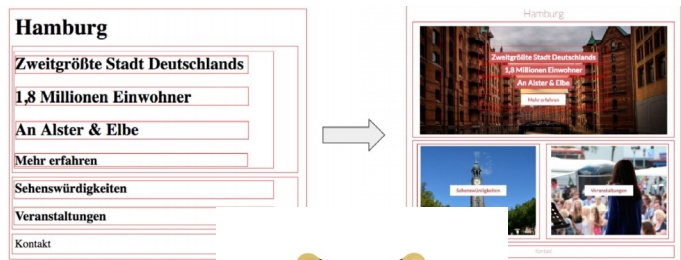 Hamburg
Zweitgrößte Stadt Deutschlands
1,8 Millionen Einwohner
An Alster & Elbe
Mehr erfahren
Sehenswürdigkeiten
Veranstaltungen
Kontakt
Hamburg
Zweitgrößte Stadt Deutschlands
1,8 Millionen Einwohner
An Alster & Elbe
Mehr erfahren
Sehenswürdigkeiten
Veranstaltungen
Kontakt